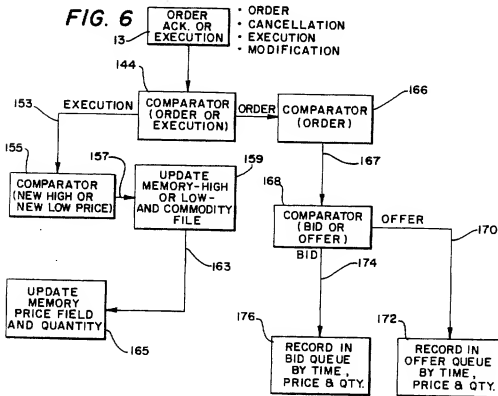 FIG. 6
ORDER
ACK. OR
EXECUTION
13
• ORDER
• CANCELLATION
• EXECUTION
• MODIFICATION
144
153
EXECUTION
COMPARATOR
(ORDER OR
EXECUTION)
ORDER
COMPARATOR
(ORDER)
166
155
COMPARATOR
(NEW HIGH OR
NEW LOW PRICE)
157
UPDATE
MEMORY-HIGH
OR LOW-
AND COMMODITY
FILE
159
167
168
COMPARATOR
(BID OR
OFFER)
OFFER
170
BID
174
163
UPDATE
MEMORY
PRICE FIELD
AND QUANTITY
165
176
RECORD IN
BID QUEUE
BY TIME,
PRICE & QTY.
172
RECORD IN
OFFER QUEUE
BY TIME,
PRICE & QTY.